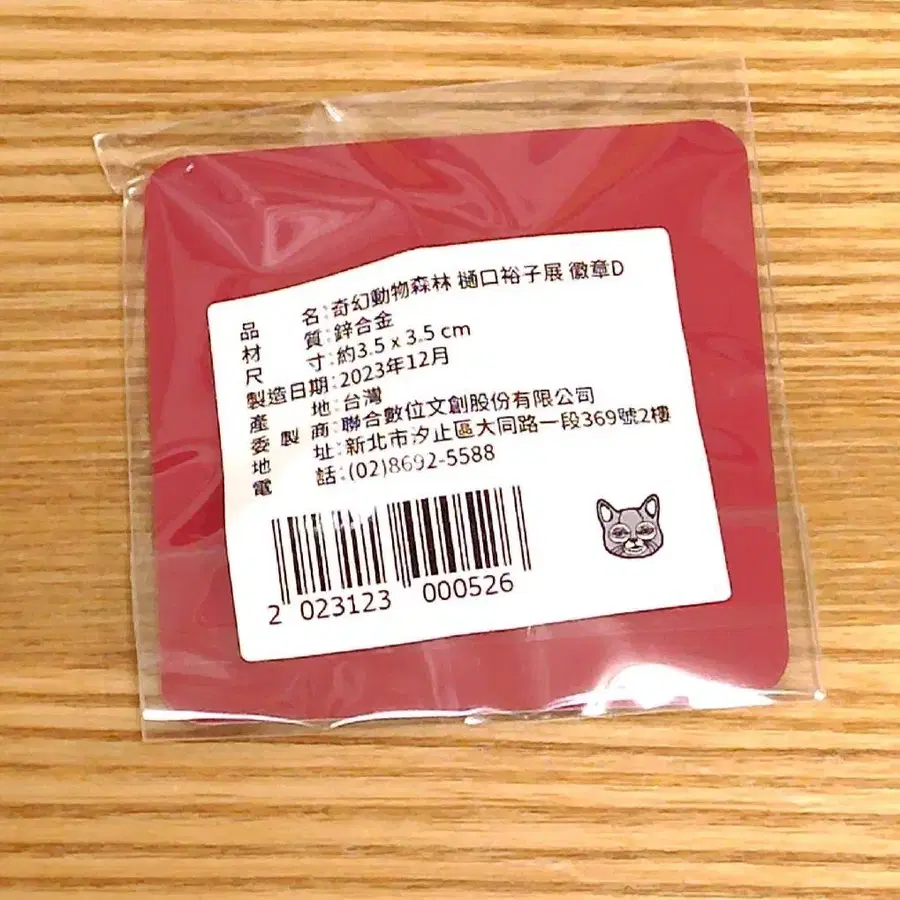 品名:奇幻動物森林 樋口裕子展 徽章D
材質:鋅合金
尺寸:約3.5 x 3.5 cm
製造日期:2023年12月
產地:台灣
委製商:聯合數位文創股份有限公司
地址:新北市汐止區大同路一段369號2樓
電話:(02)8692-5588
2 023123 000526